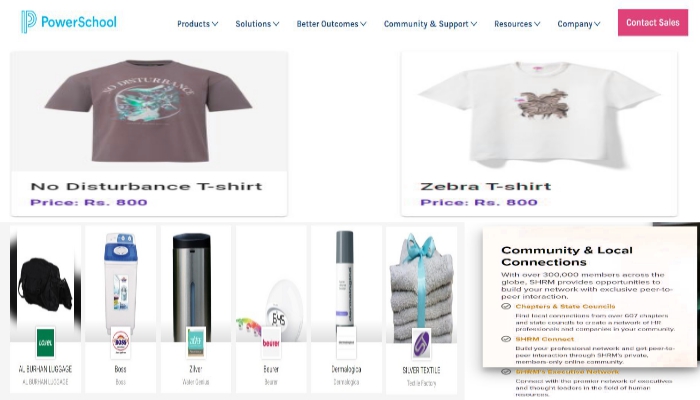 PowerSchool
Products
Solutions
Better Outcomes
Community & Support
Resources
Company
Contact Sales
NO DISTURBANCE
No Disturbance T-shirt
Price: Rs. 800
Zebra T-shirt
Price: Rs. 800
BOSS
beurer
AL BURHAN LUGGAGE
AL BURHAN LUGGAGE
Boss
Boss
Zilver
Water Genius
Beurer
Beurer
Dermalogica
Dermalogica
SILVER TEXTILE
Textile Factory
Community & Local
Connections
With over 300,000 members across the
globe, SHRM provides opportunities to
build your network with exclusive peer-to-
peer interaction.
Chapters & State Councils
Find local connections from over 607 chapters
and state councils to create a network of HR
professionals and companies in your community.
SHRM Connect
Build your professional network and get peer-to-
peer interaction through SHRM's private,
members-only online community.
SHRM's Executive Network
Connect with the premier network of executives
and thought leaders in the field of human
resources.